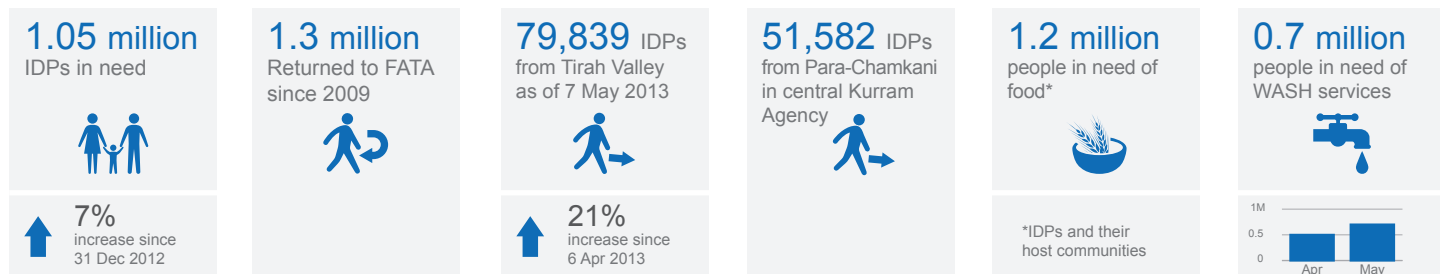 1.05 million
IDPs in need
7%
increase since
31 Dec 2012
1.3 million
Returned to FATA
since 2009
79,839 IDPs
from Tirah Valley
as of 7 May 2013
21%
increase since
6 Apr 2013
51,582 IDPs
from Para-Chamkani
in central Kurram
Agency
1.2 million
people in need of
food*
*IDPs and their
host communities
0.7 million
people in need of
WASH services
1M
0.5
0
Apr May